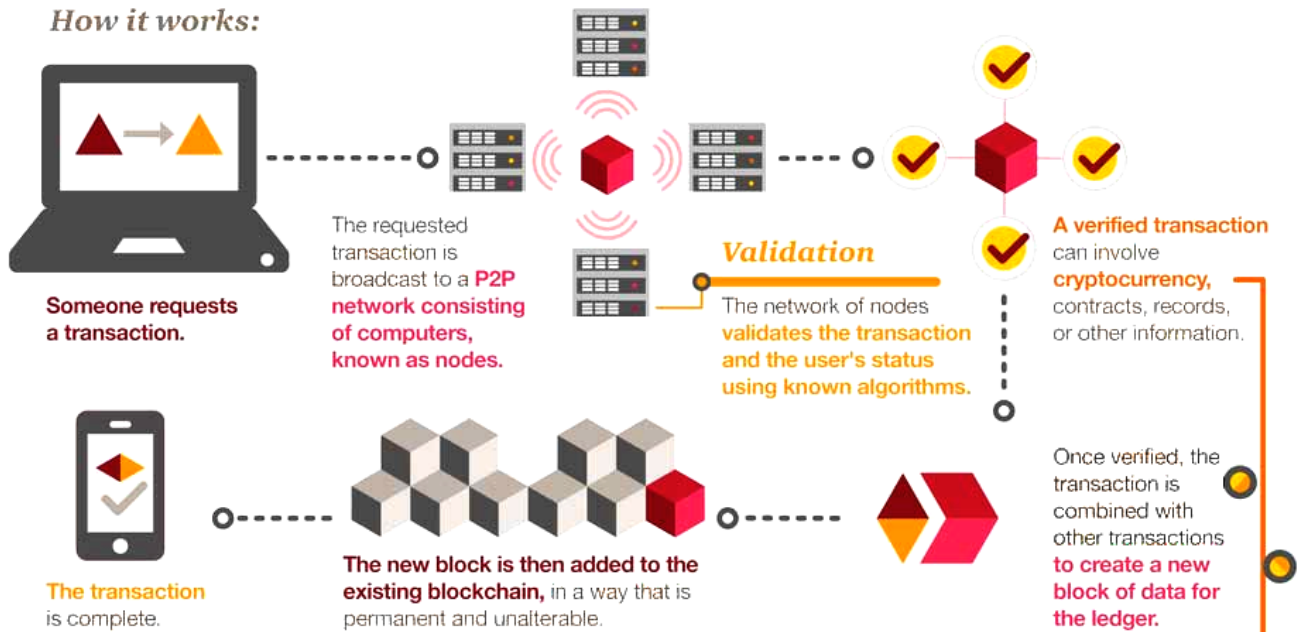 How it works:
Someone requests
a transaction.
The requested
transaction is
broadcast to a P2P
network consisting
of computers,
known as nodes.
Validation
The network of nodes
validates the transaction
and the user's status
using known algorithms.
A verified transaction
can involve
cryptocurrency,
contracts, records,
or other information.
Once verified, the
transaction is
combined with
other transactions
to create a new
block of data for
the ledger.
The new block is then added to the
existing blockchain, in a way that is
permanent and unalterable.
The transaction
is complete.